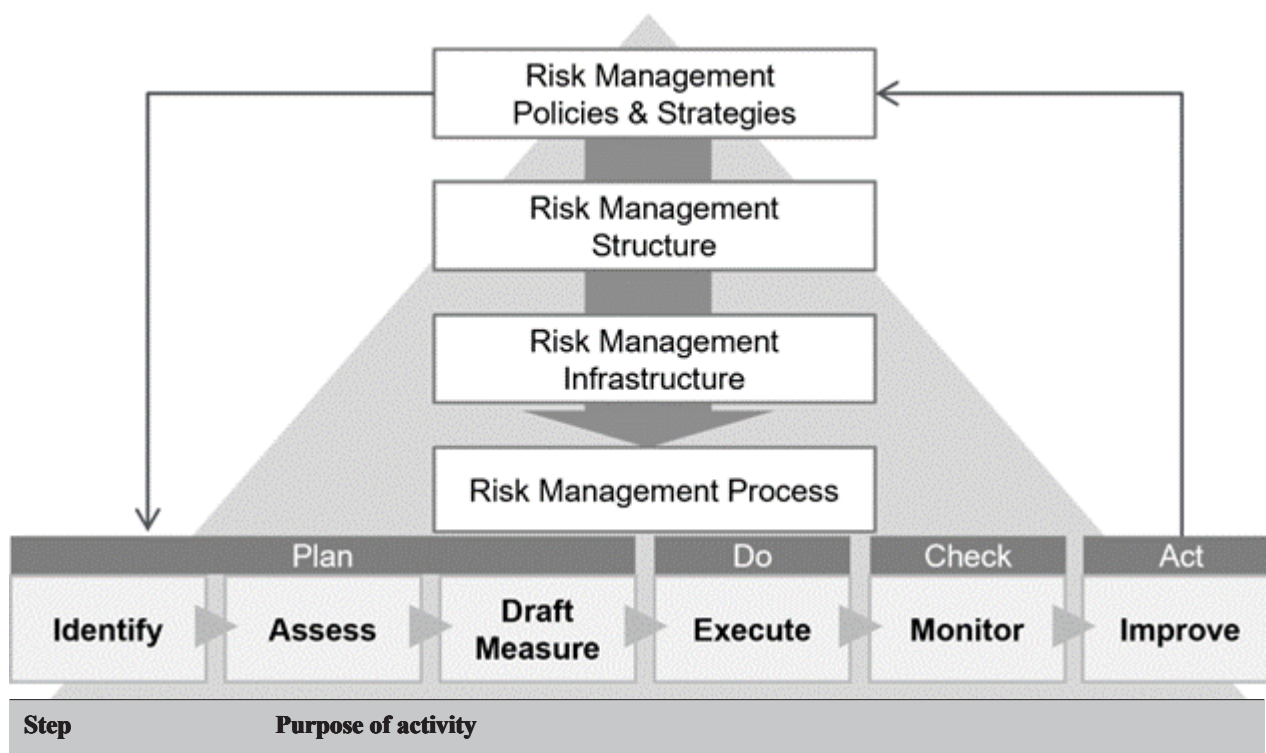 Risk Management
Policies & Strategies
Risk Management
Structure
Risk Management
Infrastructure
Risk Management Process
Plan
Do
Check
Act
Identify
Assess
Draft
Measure
Execute
Monitor
Improve
Step
Purpose of activity